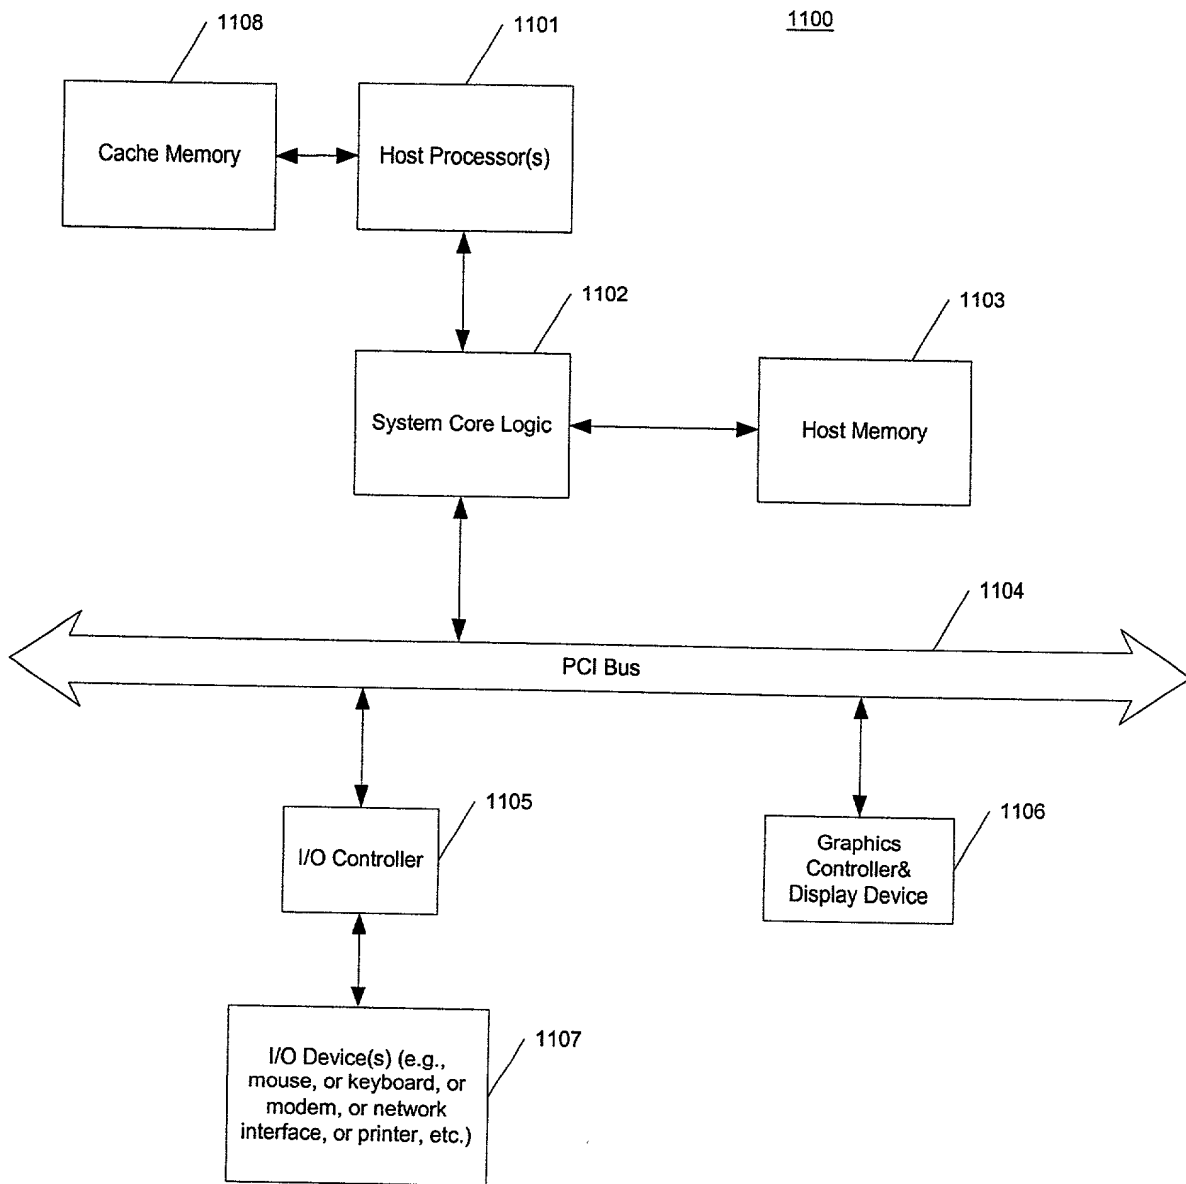 1108
1101
1100
Cache Memory
Host Processor(s)
1102
1103
System Core Logic
Host Memory
1104
PCI Bus
1105
1106
I/O Controller
Graphics
Controller&
Display Device
1107
I/O Device(s) (e.g.,
mouse, or keyboard, or
modem, or network
interface, or printer, etc.)